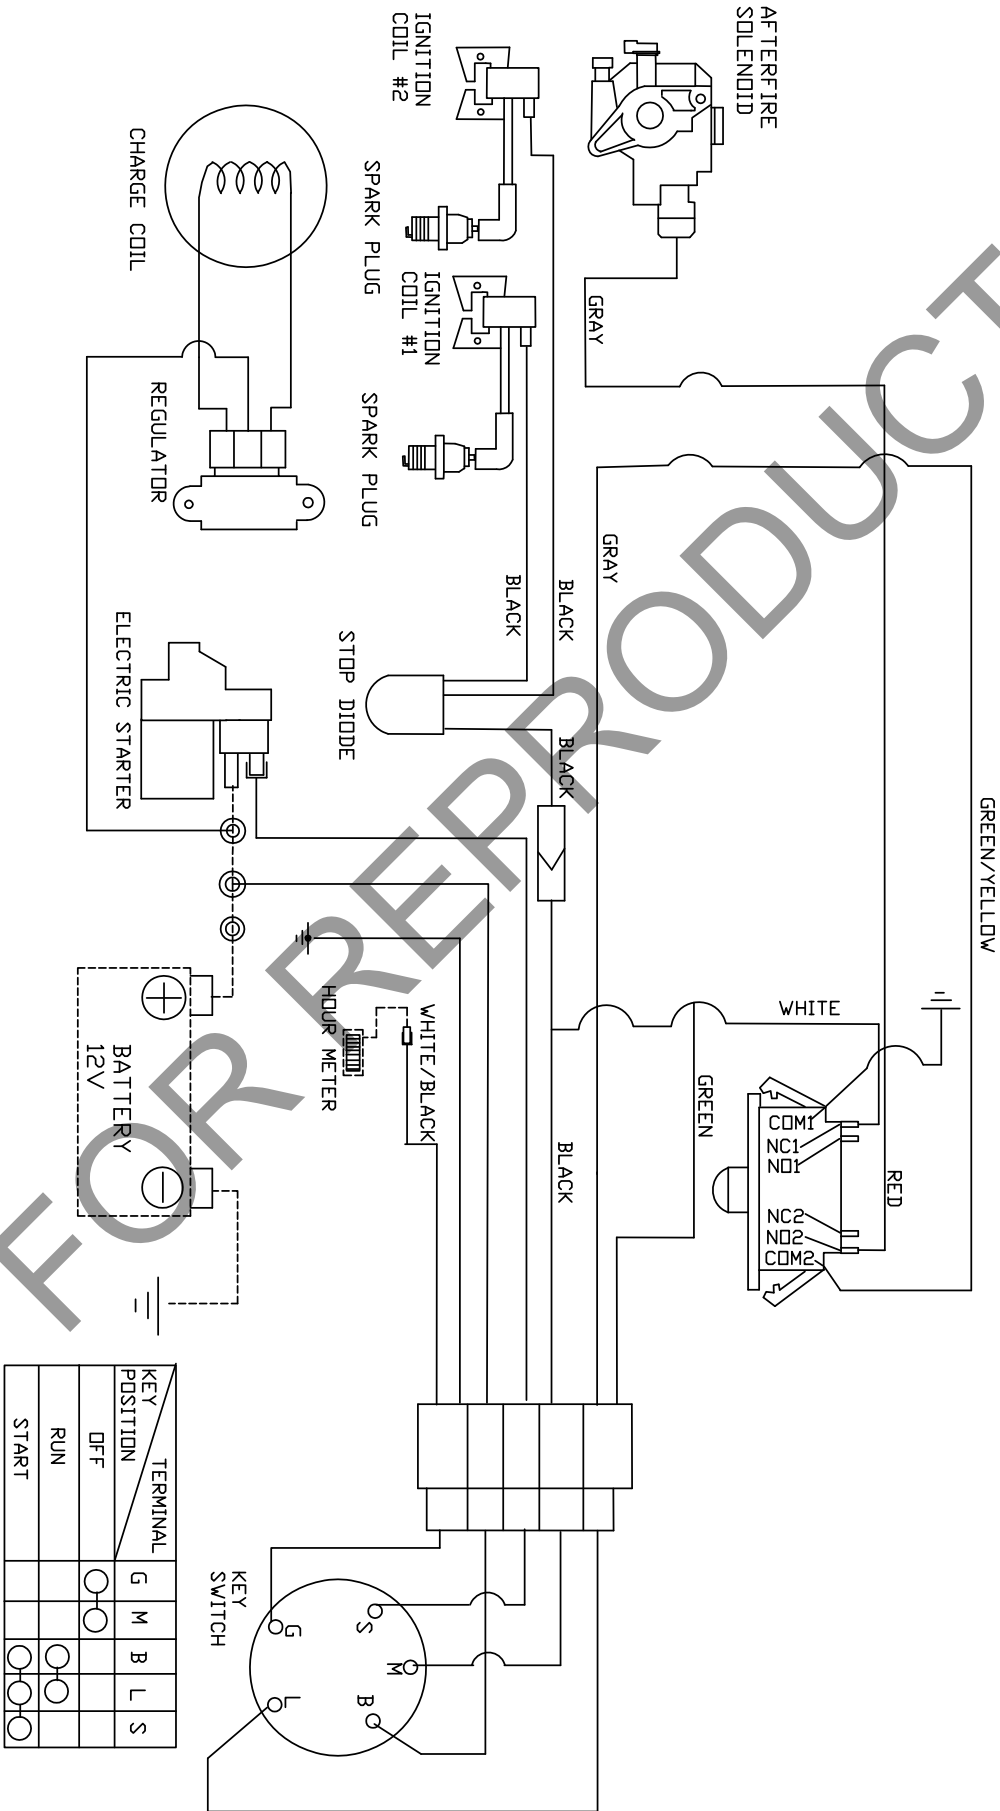 AFTERFIRE
SOLENOID
IGNITION
COIL #2
SPARK PLUG
IGNITION
COIL #1
SPARK PLUG
CHARGE COIL
REGULATOR
ELECTRIC STARTER
STOP DIODE
GRAY
GRAY
BLACK
BLACK
BLACK
BLACK
GREEN/YELLOW
WHITE
GREEN
RED
COM1
NC1
NO1
NC2
NO2
COM2
WHITE/BLACK
HOUR METER
BATTERY
12V
KEY
SWITCH
G
S
M
B
L
TERMINAL
KEY
POSITION
G
M
B
L
S
OFF
RUN
START
FOR REPRODUCT